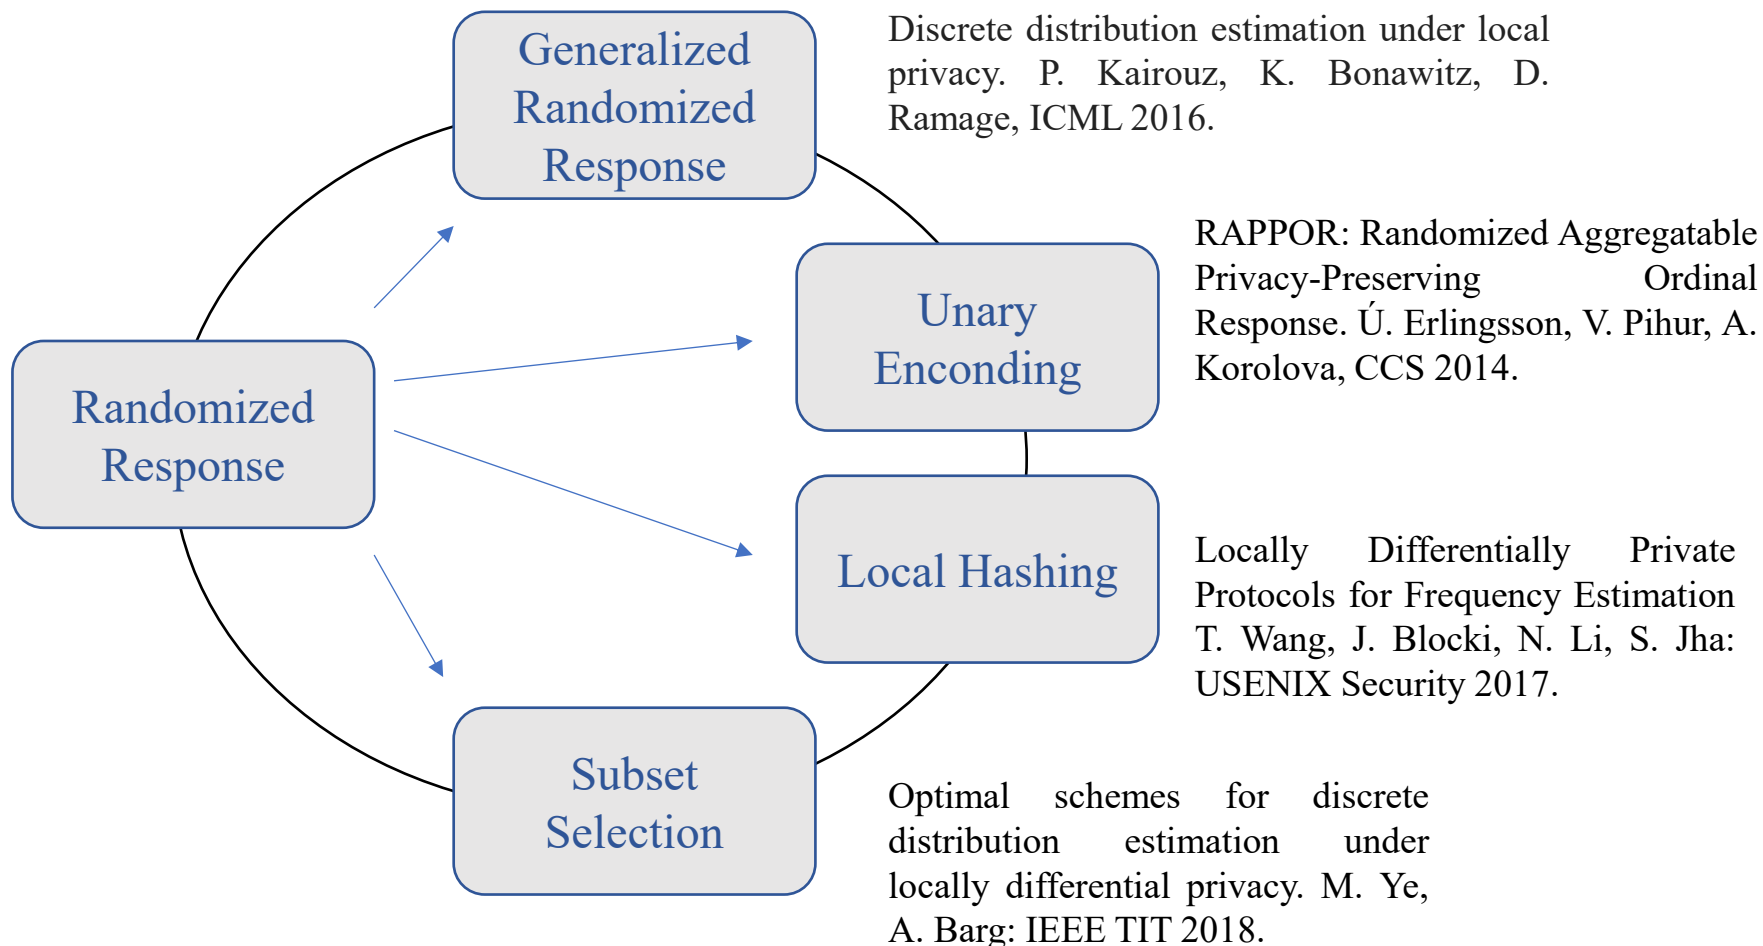 Generalized
Randomized
Response
Discrete distribution estimation under local
privacy. P. Kairouz, K. Bonawitz, D.
Ramage, ICML 2016.
Unary
Enconding
RAPPOR: Randomized Aggregatable
Privacy-Preserving Ordinal
Response. Ú. Erlingsson, V. Pihur, A.
Korolova, CCS 2014.
Randomized
Response
Local Hashing
Locally Differentially Private
Protocols for Frequency Estimation
T. Wang, J. Blocki, N. Li, S. Jha:
USENIX Security 2017.
Subset
Selection
Optimal schemes for discrete
distribution estimation under
locally differential privacy. M. Ye,
A. Barg: IEEE TIT 2018.